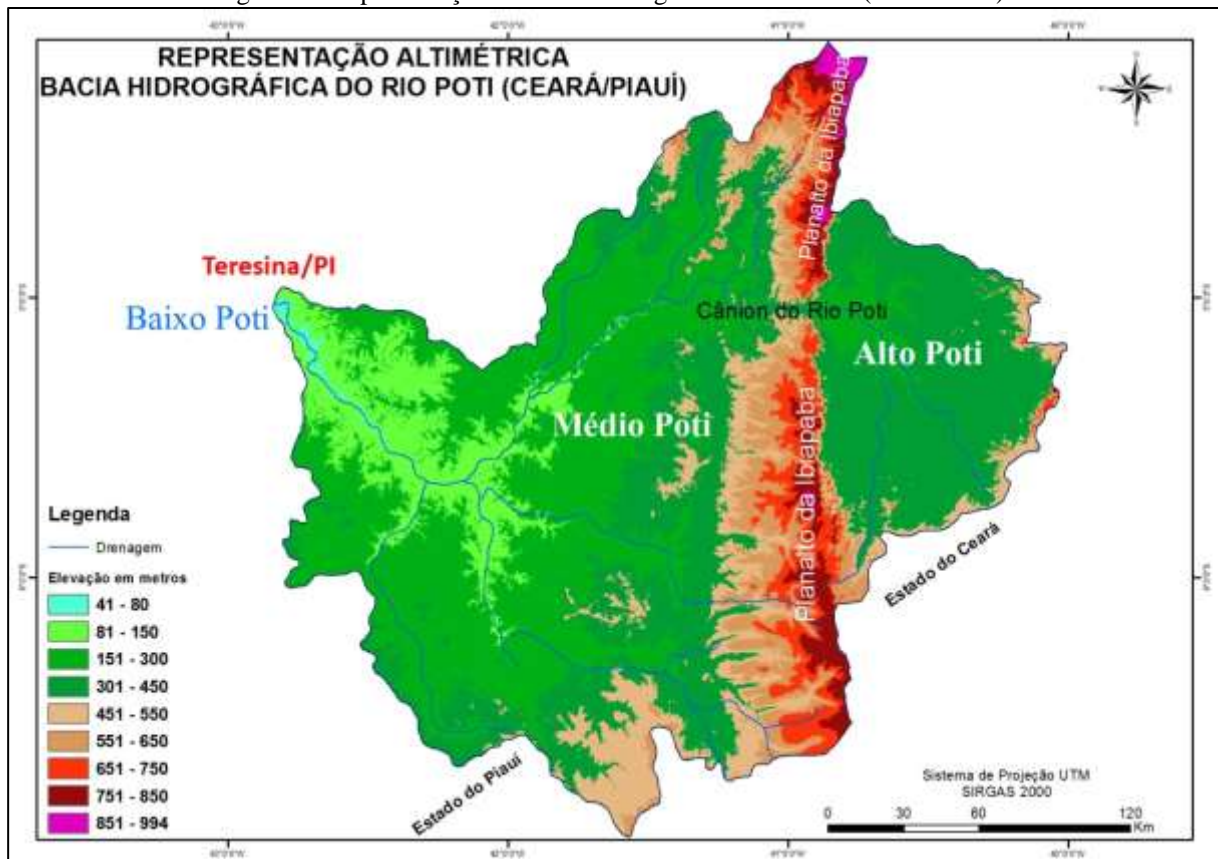 REPRESENTAÇÃO ALTIMÉTRICA
BACIA HIDROGRÁFICA DO RIO POTI (CEARÁ/PIAUÍ)
Planalto da Ibiapaba
Teresina/PI
Baixo Poti
Cânion do Rio Poti
Alto Poti
Médio Poti
Planalto da Ibiapaba
Estado do Ceará
Estado do Piauí
Legenda
Drenagem
Elevação em metros
41 - 80
81 - 150
151 - 300
301 - 450
451 - 550
551 - 650
651 - 750
751 - 850
851 - 994
Sistema de Projeção UTM
SIRGAS 2000
0 30 60 120
Km